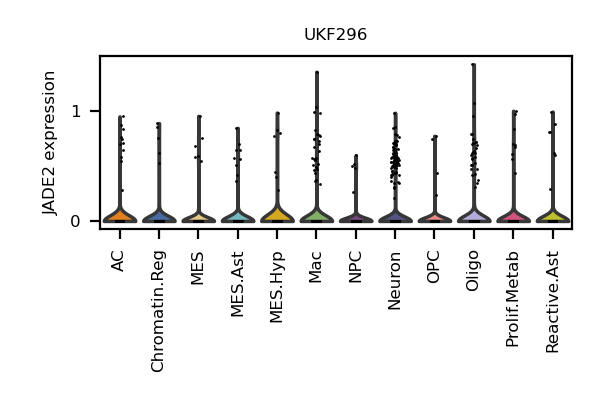 UKF296
JADE2 expression
1
0
AC
Chromatin.Reg
MES
MES.Ast
MES.Hyp
Mac
NPC
Neuron
OPC
Oligo
Prolif.Metab
Reactive.Ast